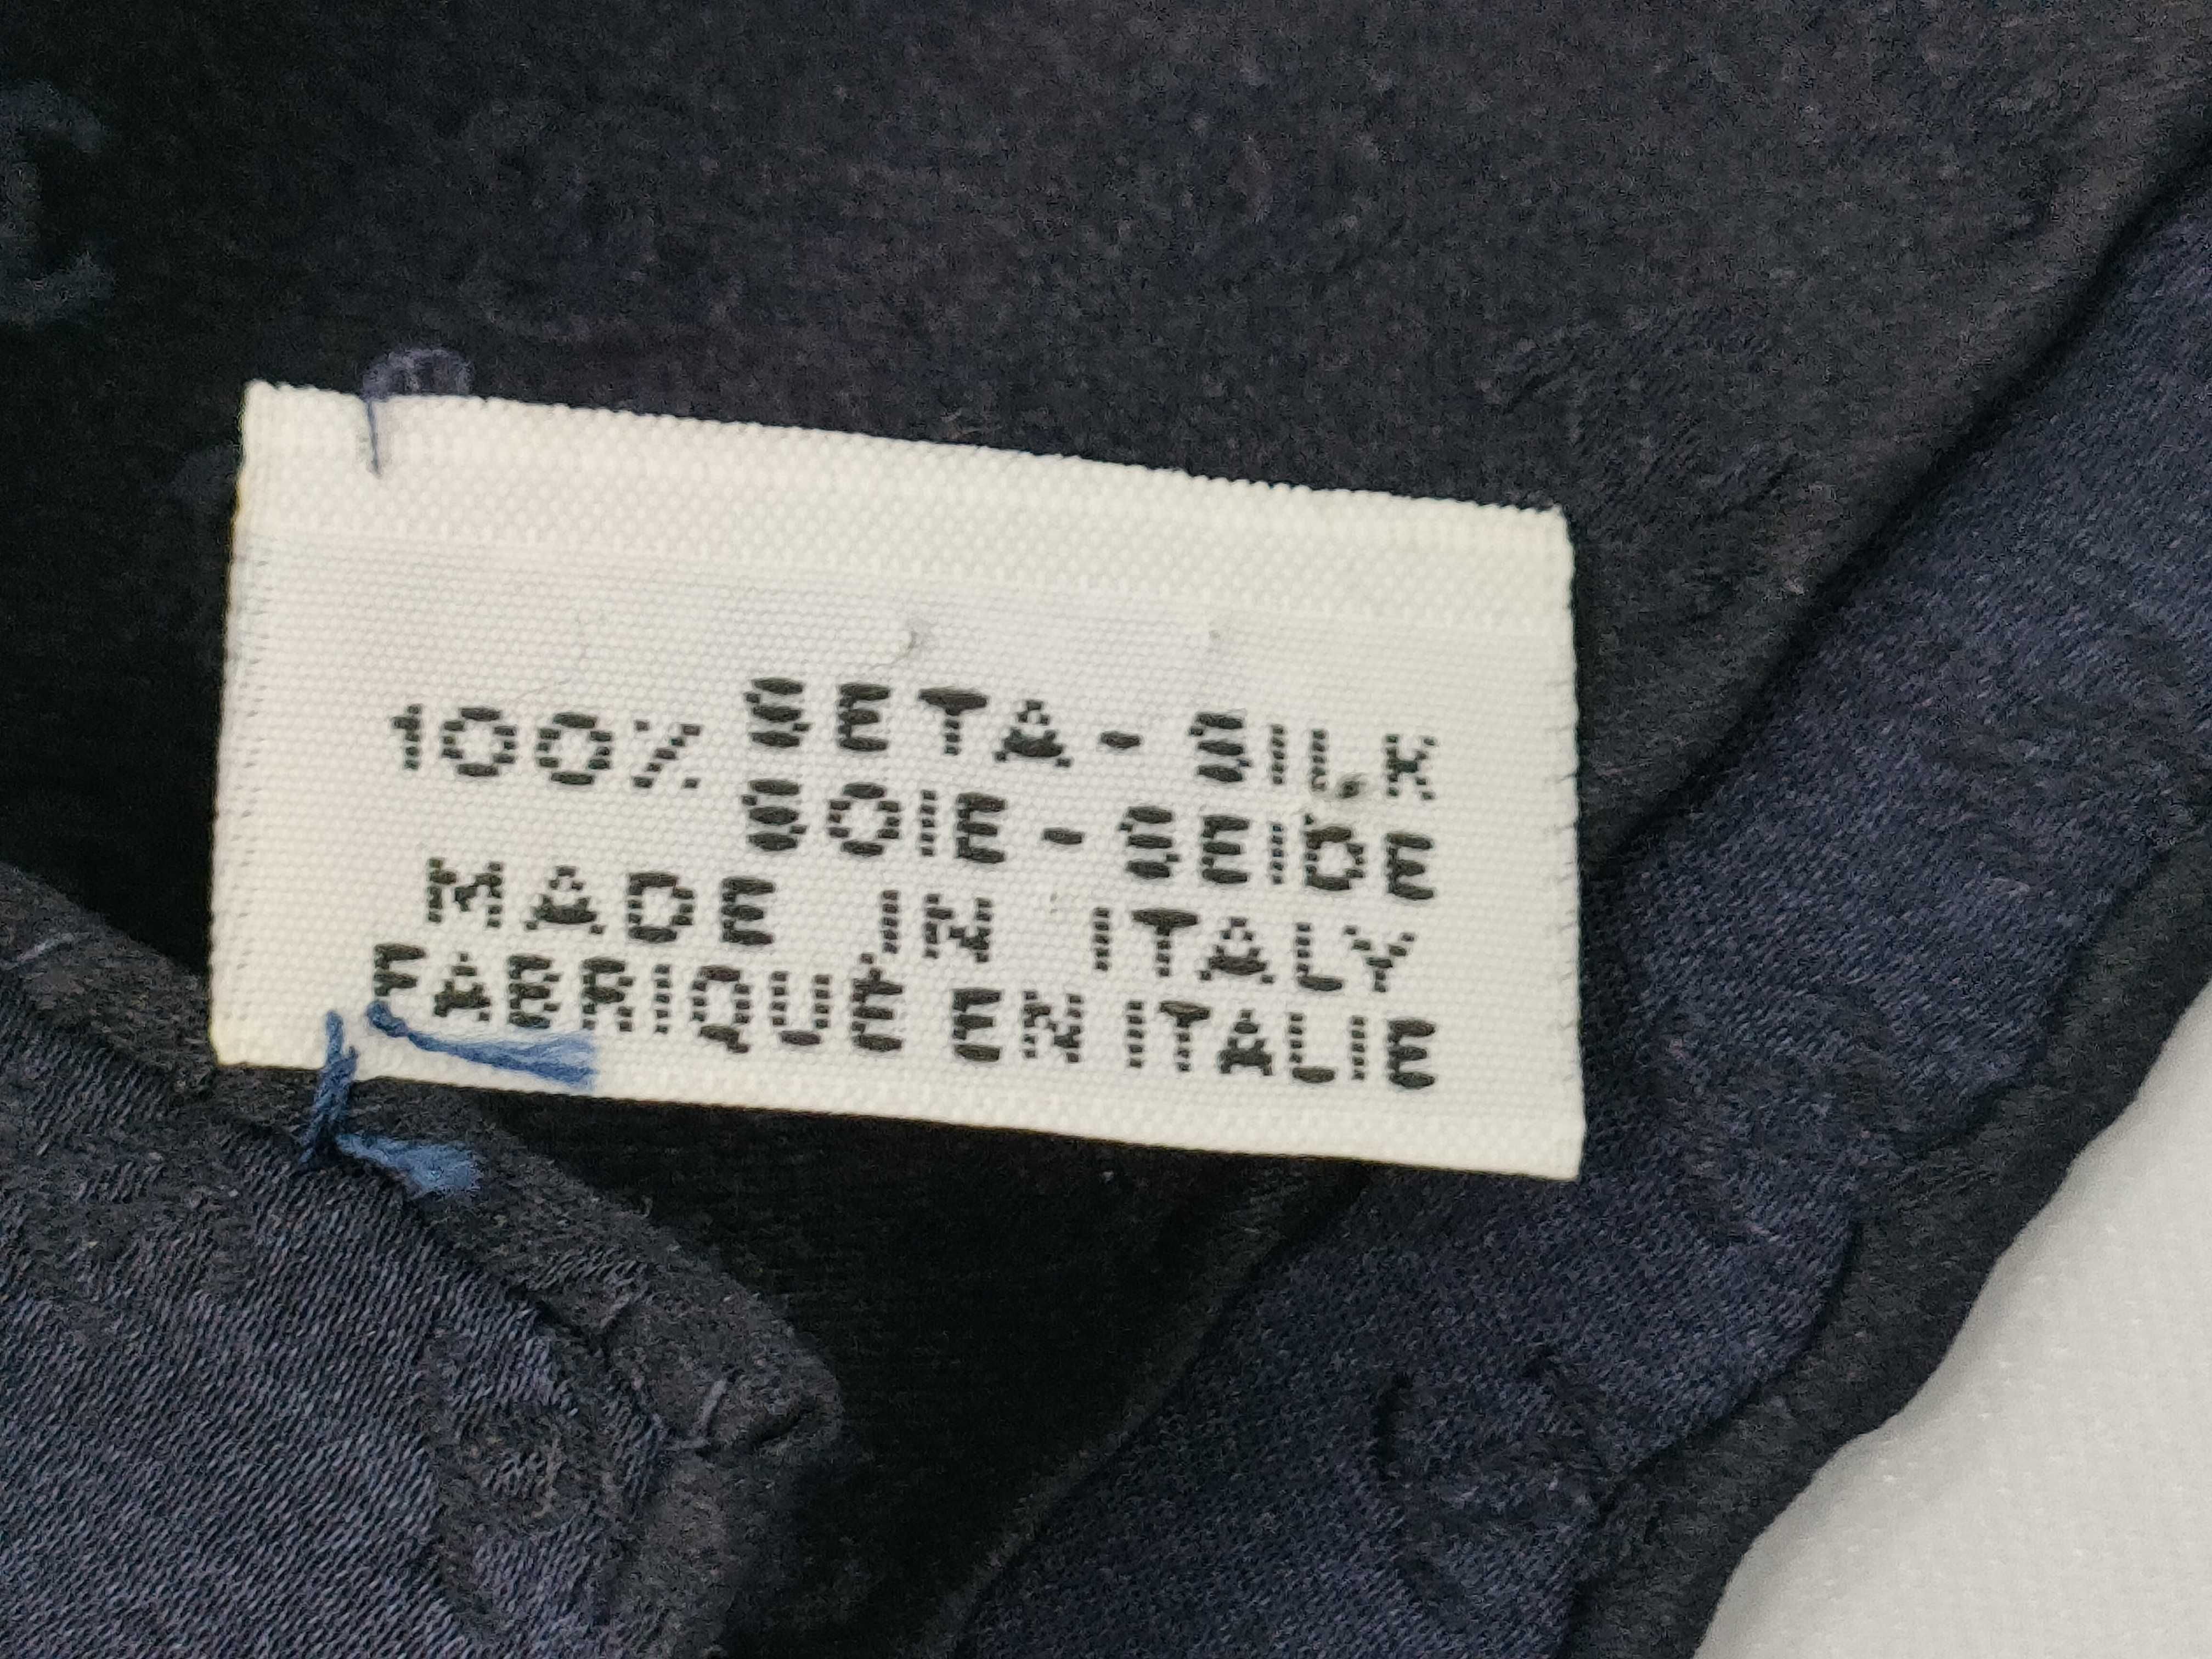 100% SETA - SILK
SOIE - SEIDE
MADE IN ITALY
FABRIQUÉ EN ITALIE